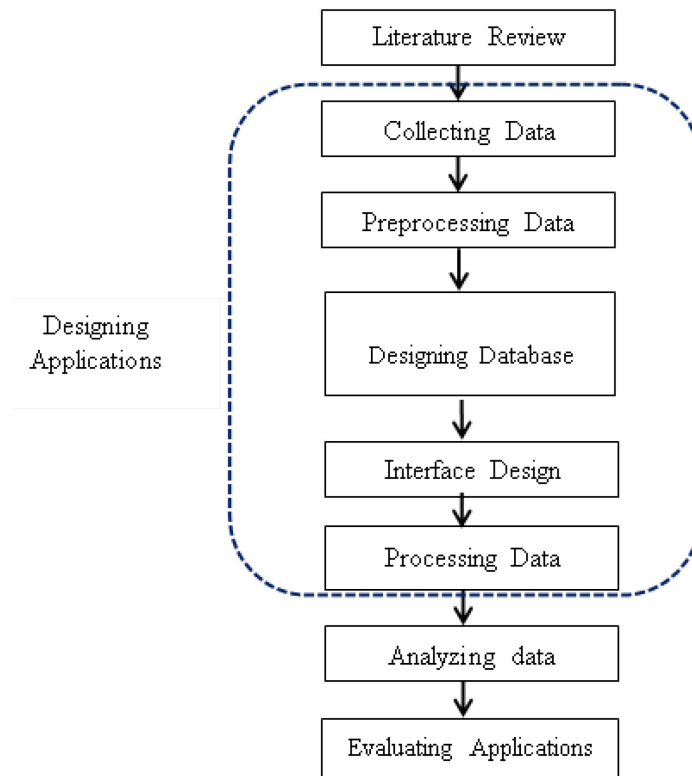 Literature Review
Collecting Data
Preprocessing Data
Designing
Applications
Designing Database
Interface Design
Processing Data
Analyzing data
Evaluating Applications